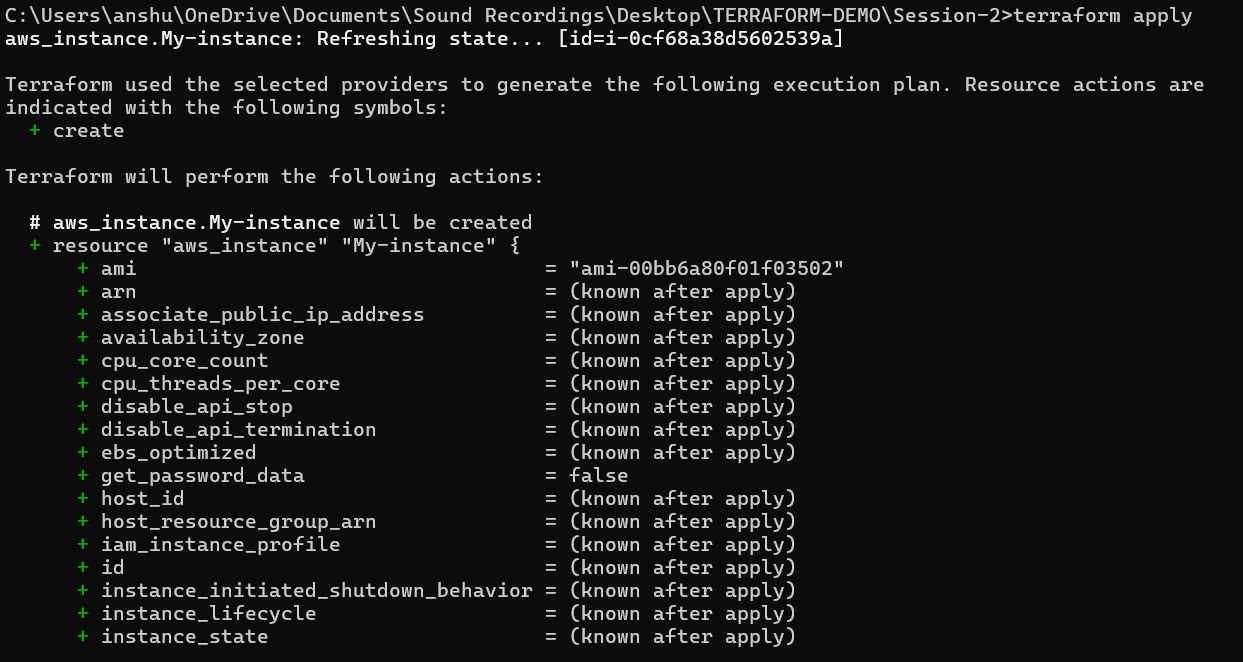 C:\Users\anshu\OneDrive\Documents\Sound Recordings\Desktop\TERRAFORM-DEMO\Session-2>terraform apply
aws_instance.My-instance: Refreshing state... [id=i-0cf68a38d5602539a]

Terraform used the selected providers to generate the following execution plan. Resource actions are
indicated with the following symbols:
  + create

Terraform will perform the following actions:

  # aws_instance.My-instance will be created
  + resource "aws_instance" "My-instance" {
      + ami                                  = "ami-00bb6a80f01f03502"
      + arn                                  = (known after apply)
      + associate_public_ip_address          = (known after apply)
      + availability_zone                    = (known after apply)
      + cpu_core_count                       = (known after apply)
      + cpu_threads_per_core                 = (known after apply)
      + disable_api_stop                     = (known after apply)
      + disable_api_termination              = (known after apply)
      + ebs_optimized                        = (known after apply)
      + get_password_data                    = false
      + host_id                              = (known after apply)
      + host_resource_group_arn              = (known after apply)
      + iam_instance_profile                 = (known after apply)
      + id                                   = (known after apply)
      + instance_initiated_shutdown_behavior = (known after apply)
      + instance_lifecycle                   = (known after apply)
      + instance_state                       = (known after apply)